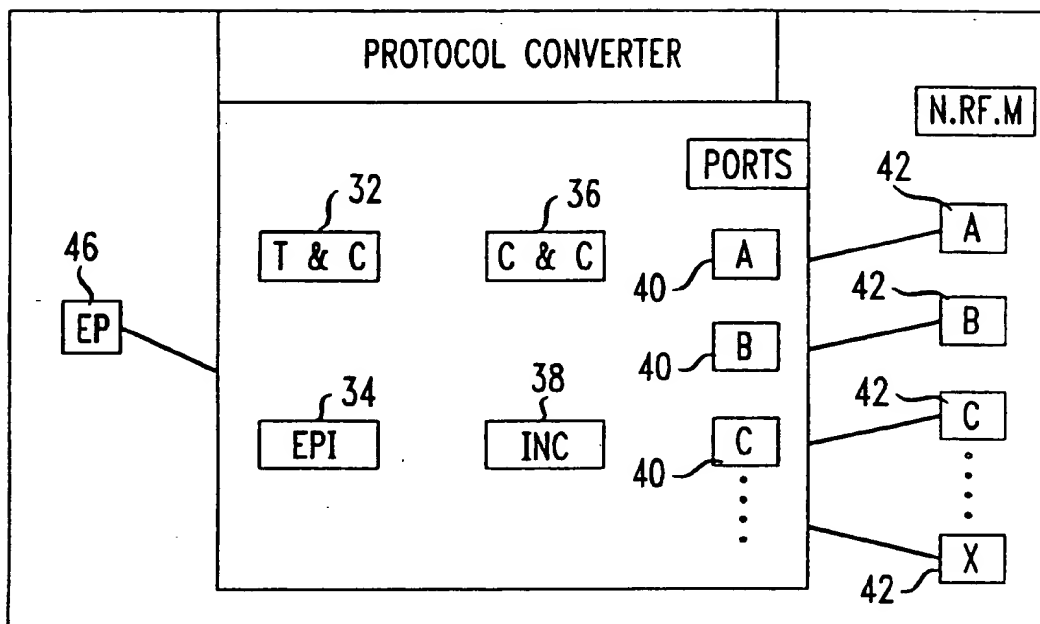 PROTOCOL CONVERTER
N.RF.M
PORTS
32
36
42
T & C
C & C
A
A
46
40
42
EP
B
B
40
34
38
42
EPI
INC
C
C
40
X
42